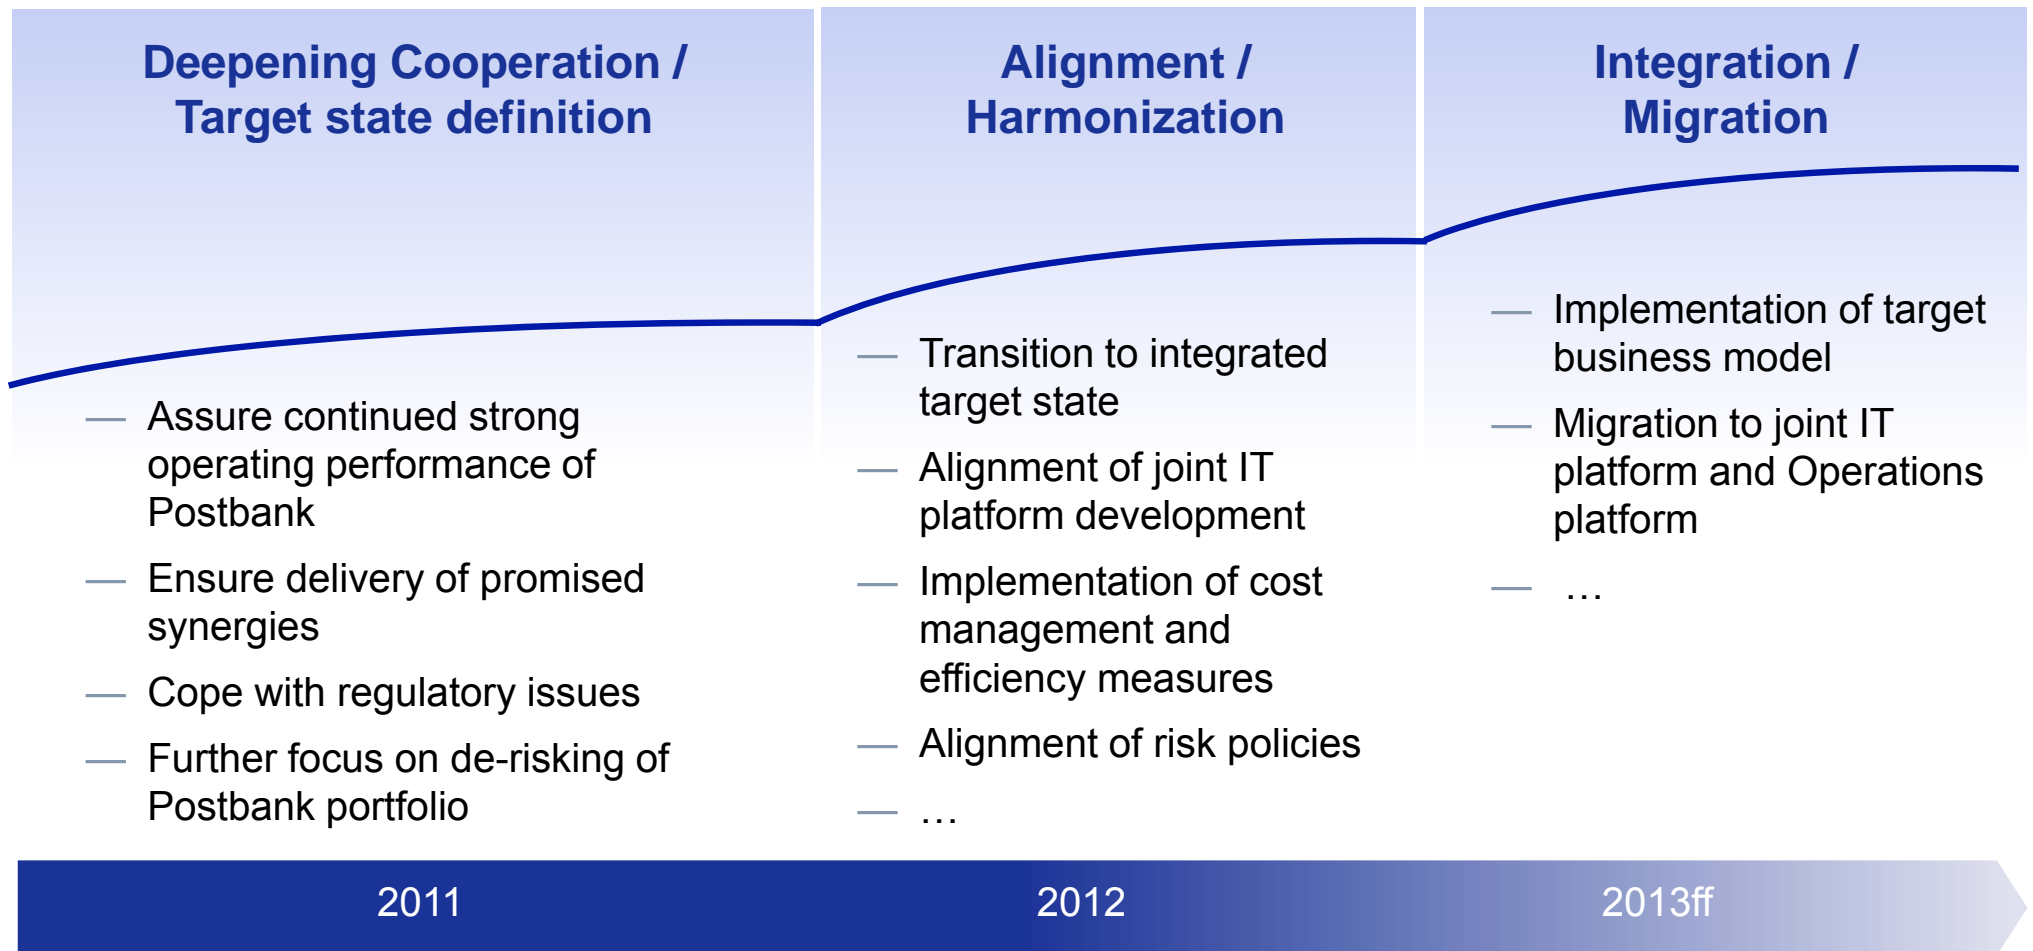 Deepening Cooperation /
Target state definition
— Assure continued strong
operating performance of
Postbank
— Ensure delivery of promised
synergies
— Cope with regulatory issues
— Further focus on de-risking of
Postbank portfolio
Alignment /
Harmonization
— Transition to integrated
target state
— Alignment of joint IT
platform development
— Implementation of cost
management and
efficiency measures
— Alignment of risk policies
— …
Integration /
Migration
— Implementation of target
business model
— Migration to joint IT
platform and Operations
platform
— …
2011
2012
2013ff